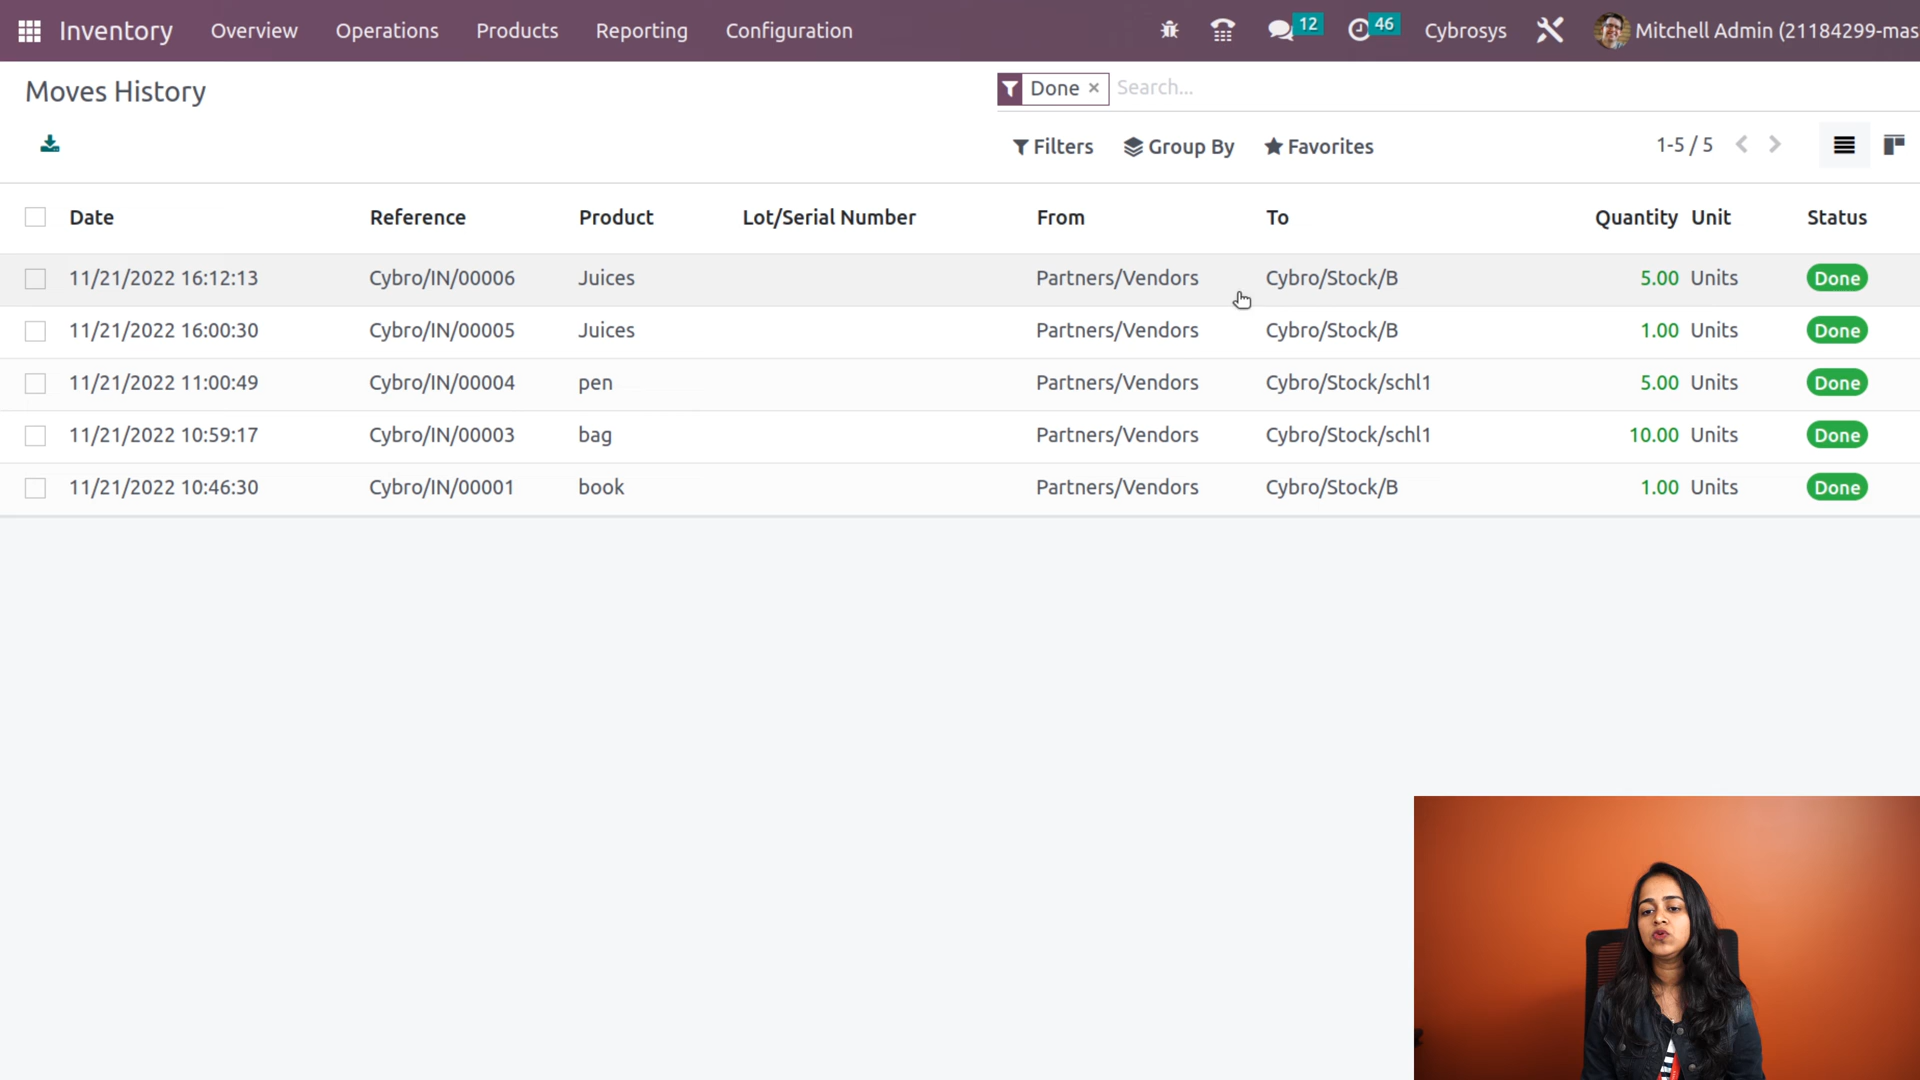 Inventory Overview Operations Products Reporting Configuration 12 46 Cybrosys Mitchell Admin (21184299-mas
Moves History
Done × Search...
Filters Group By Favorites 1-5 / 5
Date Reference Product Lot/Serial Number From To Quantity Unit Status
11/21/2022 16:12:13 Cybro/IN/00006 Juices Partners/Vendors Cybro/Stock/B 5.00 Units Done
11/21/2022 16:00:30 Cybro/IN/00005 Juices Partners/Vendors Cybro/Stock/B 1.00 Units Done
11/21/2022 11:00:49 Cybro/IN/00004 pen Partners/Vendors Cybro/Stock/schl1 5.00 Units Done
11/21/2022 10:59:17 Cybro/IN/00003 bag Partners/Vendors Cybro/Stock/schl1 10.00 Units Done
11/21/2022 10:46:30 Cybro/IN/00001 book Partners/Vendors Cybro/Stock/B 1.00 Units Done